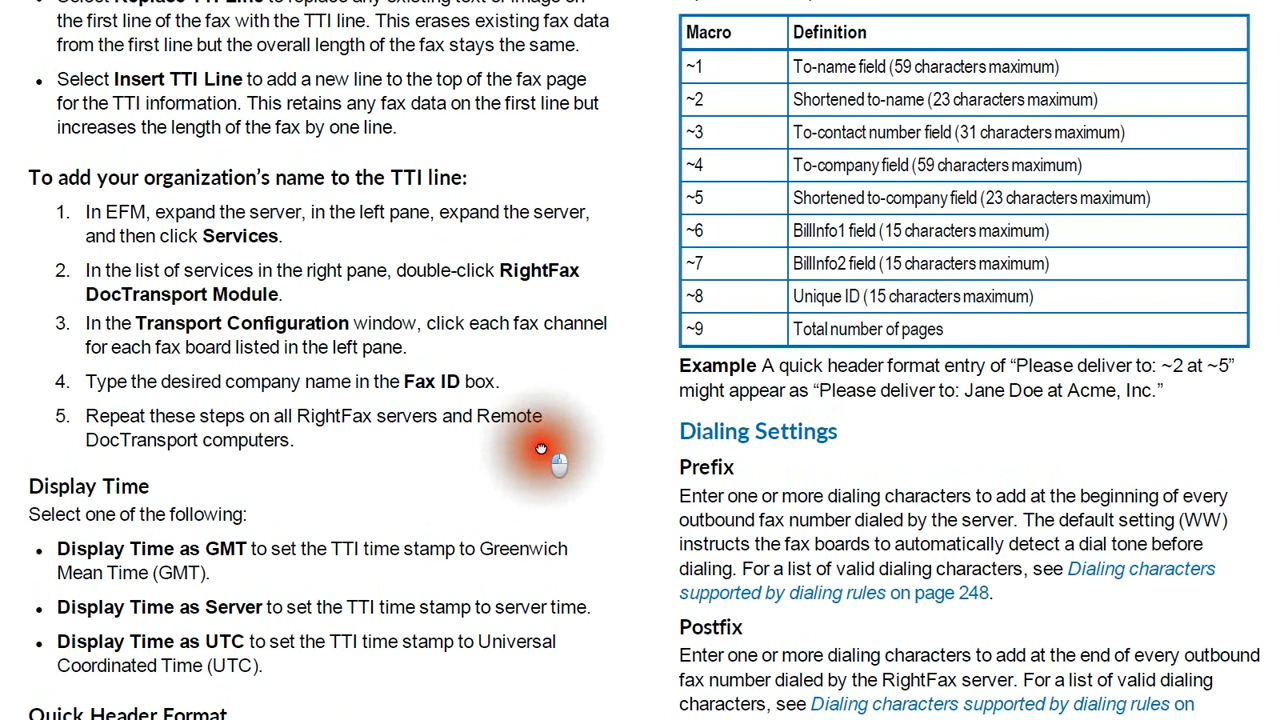 the first line of the fax with the TTI line. This erases existing fax data
from the first line but the overall length of the fax stays the same.
• Select Insert TTI Line to add a new line to the top of the fax page
for the TTI information. This retains any fax data on the first line but
increases the length of the fax by one line.
To add your organization’s name to the TTI line:
1. In EFM, expand the server, in the left pane, expand the server,
and then click Services.
2. In the list of services in the right pane, double-click RightFax
DocTransport Module.
3. In the Transport Configuration window, click each fax channel
for each fax board listed in the left pane.
4. Type the desired company name in the Fax ID box.
5. Repeat these steps on all RightFax servers and Remote
DocTransport computers.
Display Time
Select one of the following:
• Display Time as GMT to set the TTI time stamp to Greenwich
Mean Time (GMT).
• Display Time as Server to set the TTI time stamp to server time.
• Display Time as UTC to set the TTI time stamp to Universal
Coordinated Time (UTC).
Quick Header Format
Macro Definition
~1 To-name field (59 characters maximum)
~2 Shortened to-name (23 characters maximum)
~3 To-contact number field (31 characters maximum)
~4 To-company field (59 characters maximum)
~5 Shortened to-company field (23 characters maximum)
~6 BillInfo1 field (15 characters maximum)
~7 BillInfo2 field (15 characters maximum)
~8 Unique ID (15 characters maximum)
~9 Total number of pages
Example A quick header format entry of “Please deliver to: ~2 at ~5”
might appear as “Please deliver to: Jane Doe at Acme, Inc.”
Dialing Settings
Prefix
Enter one or more dialing characters to add at the beginning of every
outbound fax number dialed by the server. The default setting (WW)
instructs the fax boards to automatically detect a dial tone before
dialing. For a list of valid dialing characters, see Dialing characters
supported by dialing rules on page 248.
Postfix
Enter one or more dialing characters to add at the end of every outbound
fax number dialed by the RightFax server. For a list of valid dialing
characters, see Dialing characters supported by dialing rules on